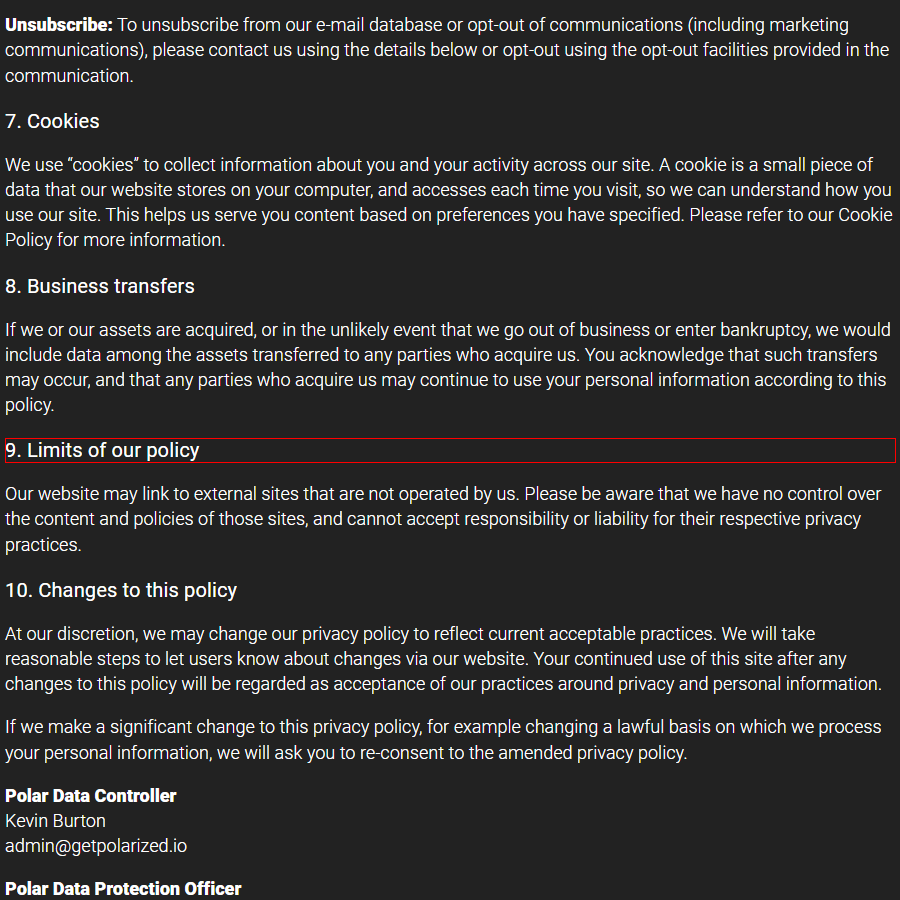 Unsubscribe: To unsubscribe from our e-mail database or opt-out of communications (including marketing
communications), please contact us using the details below or opt-out using the opt-out facilities provided in the
communication.
7. Cookies
We use “cookies” to collect information about you and your activity across our site. A cookie is a small piece of
data that our website stores on your computer, and accesses each time you visit, so we can understand how you
use our site. This helps us serve you content based on preferences you have specified. Please refer to our Cookie
Policy for more information.
8. Business transfers
If we or our assets are acquired, or in the unlikely event that we go out of business or enter bankruptcy, we would
include data among the assets transferred to any parties who acquire us. You acknowledge that such transfers
may occur, and that any parties who acquire us may continue to use your personal information according to this
policy.
9. Limits of our policy
Our website may link to external sites that are not operated by us. Please be aware that we have no control over
the content and policies of those sites, and cannot accept responsibility or liability for their respective privacy
practices.
10. Changes to this policy
At our discretion, we may change our privacy policy to reflect current acceptable practices. We will take
reasonable steps to let users know about changes via our website. Your continued use of this site after any
changes to this policy will be regarded as acceptance of our practices around privacy and personal information.
If we make a significant change to this privacy policy, for example changing a lawful basis on which we process
your personal information, we will ask you to re-consent to the amended privacy policy.
Polar Data Controller
Kevin Burton
admin@getpolarized.io
Polar Data Protection Officer